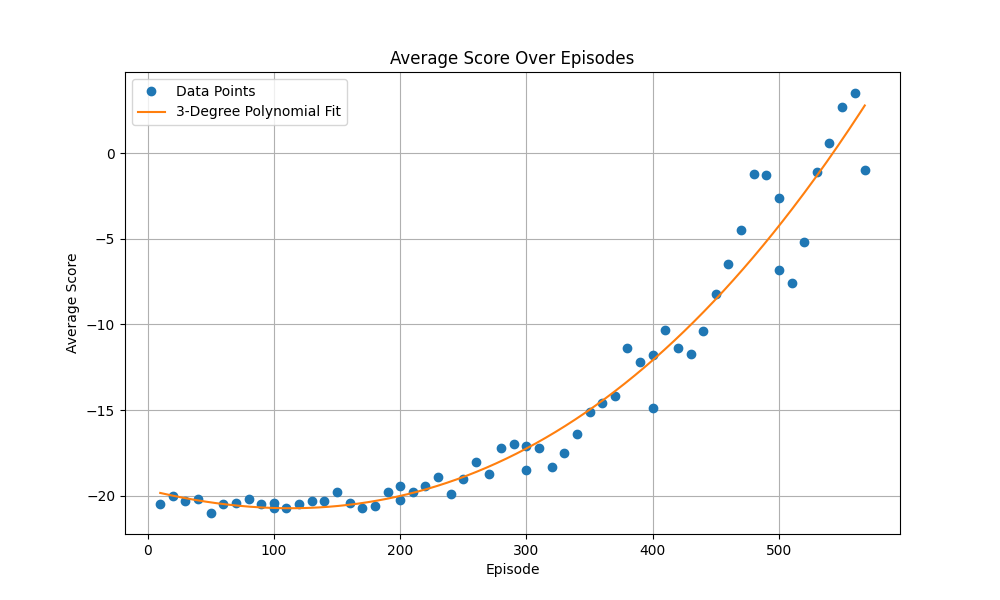 Average Score Over Episodes
Data Points
3-Degree Polynomial Fit
Average Score
0
−5
−10
−15
−20
0 100 200 300 400 500
Episode